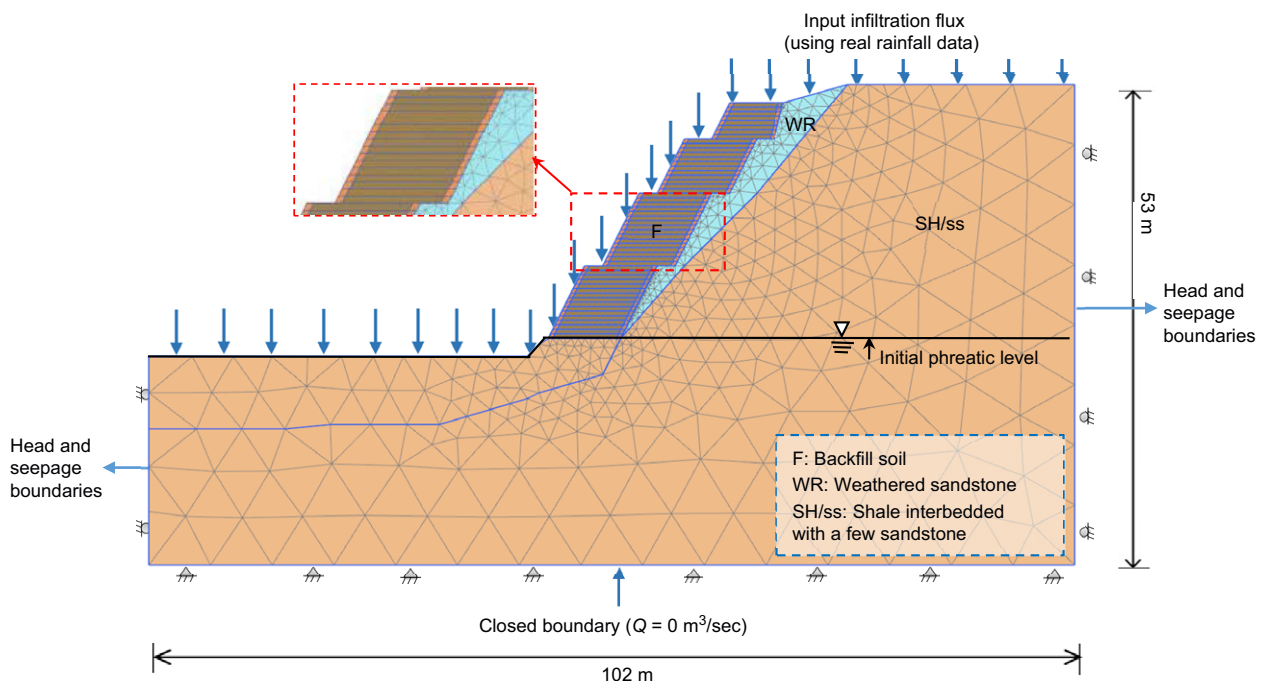 Input infiltration flux
(using real rainfall data)
WR
F
SH/ss
53 m
Head and
seepage
boundaries
Initial phreatic level
Head and
seepage
boundaries
F: Backfill soil
WR: Weathered sandstone
SH/ss: Shale interbedded
with a few sandstone
Closed boundary (Q = 0 m³/sec)
102 m